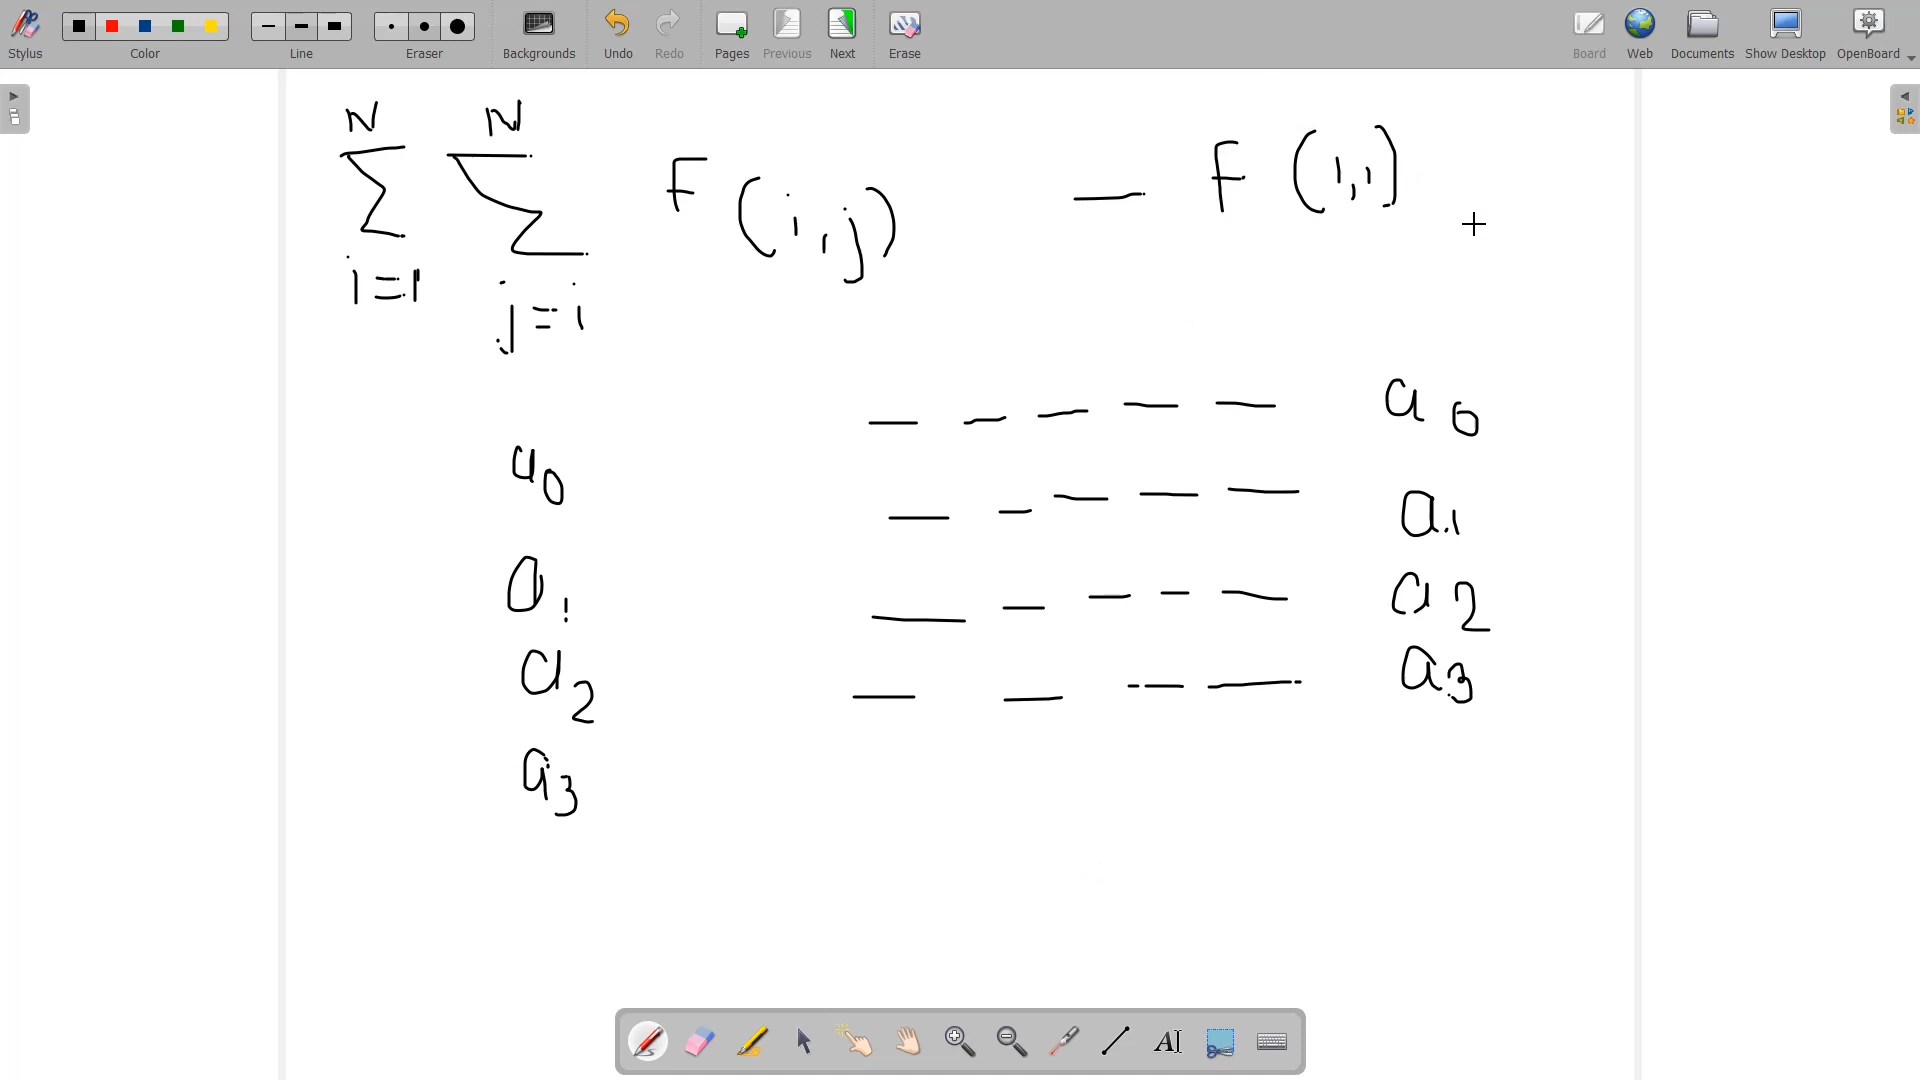 Stylus Color Line Eraser Backgrounds Undo Redo Pages Previous Next Erase Board Web Documents Show Desktop OpenBoard
N N
∑ ∑ F (i,j) — F (1,1)
i=1 j=i
— — — — — a0
a0
— — — — — a1
a1
— — — — — a2
a2
— — — — a3
a3
AI